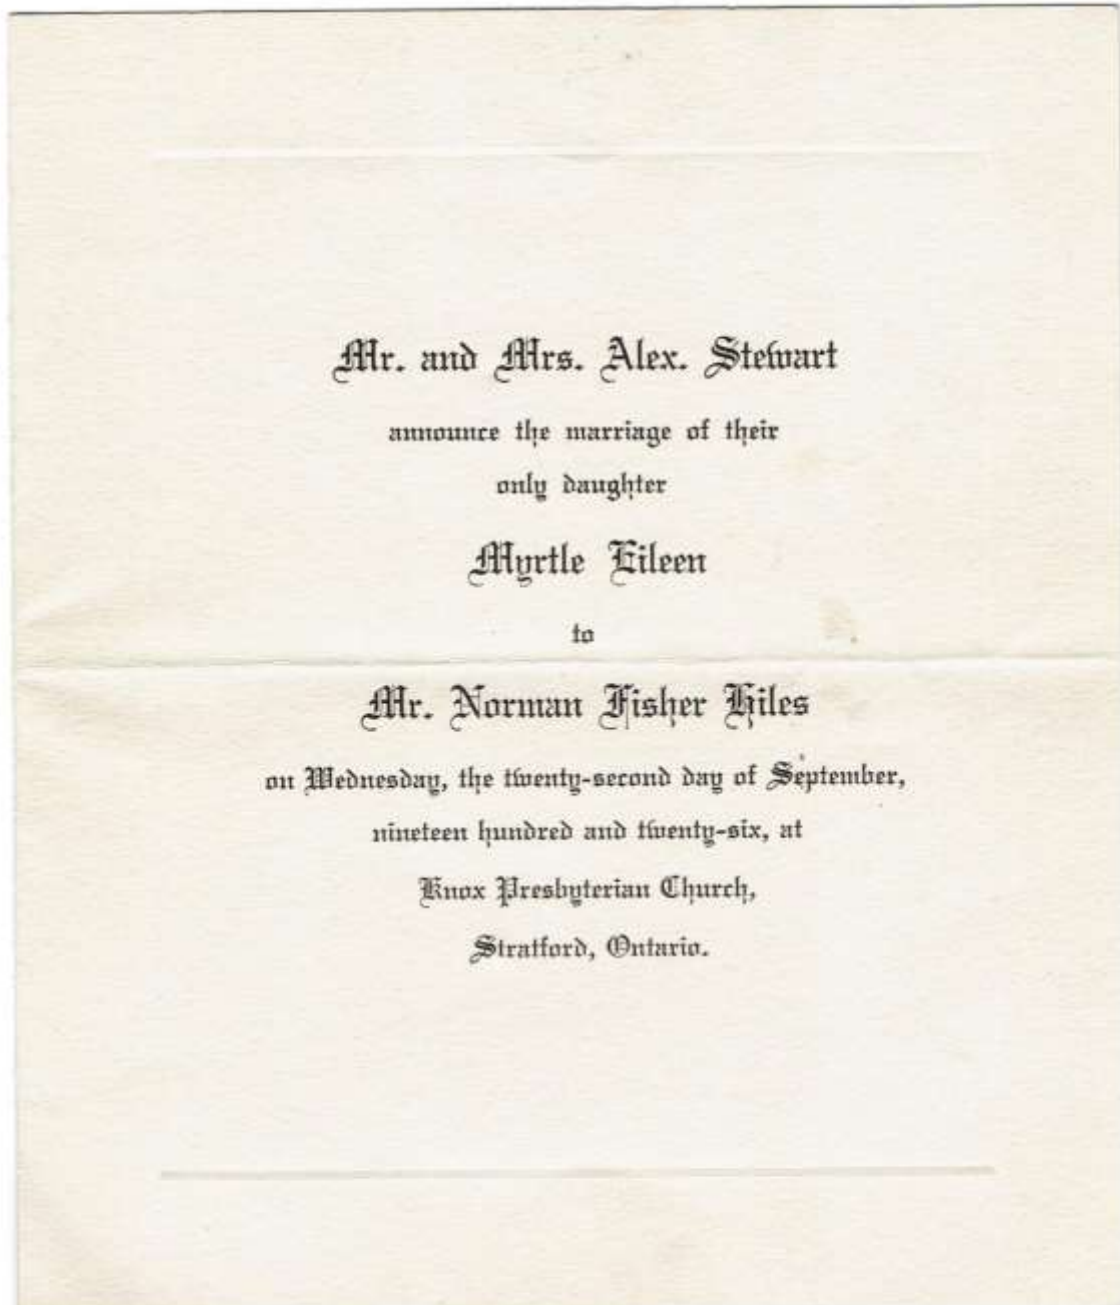 Mr. and Mrs. Alex. Stewart
announce the marriage of their
only daughter
Myrtle Eileen
to
Mr. Norman Fisher Hiles
on Wednesday, the twenty-second day of September,
nineteen hundred and twenty-six, at
Knox Presbyterian Church,
Stratford, Ontario.